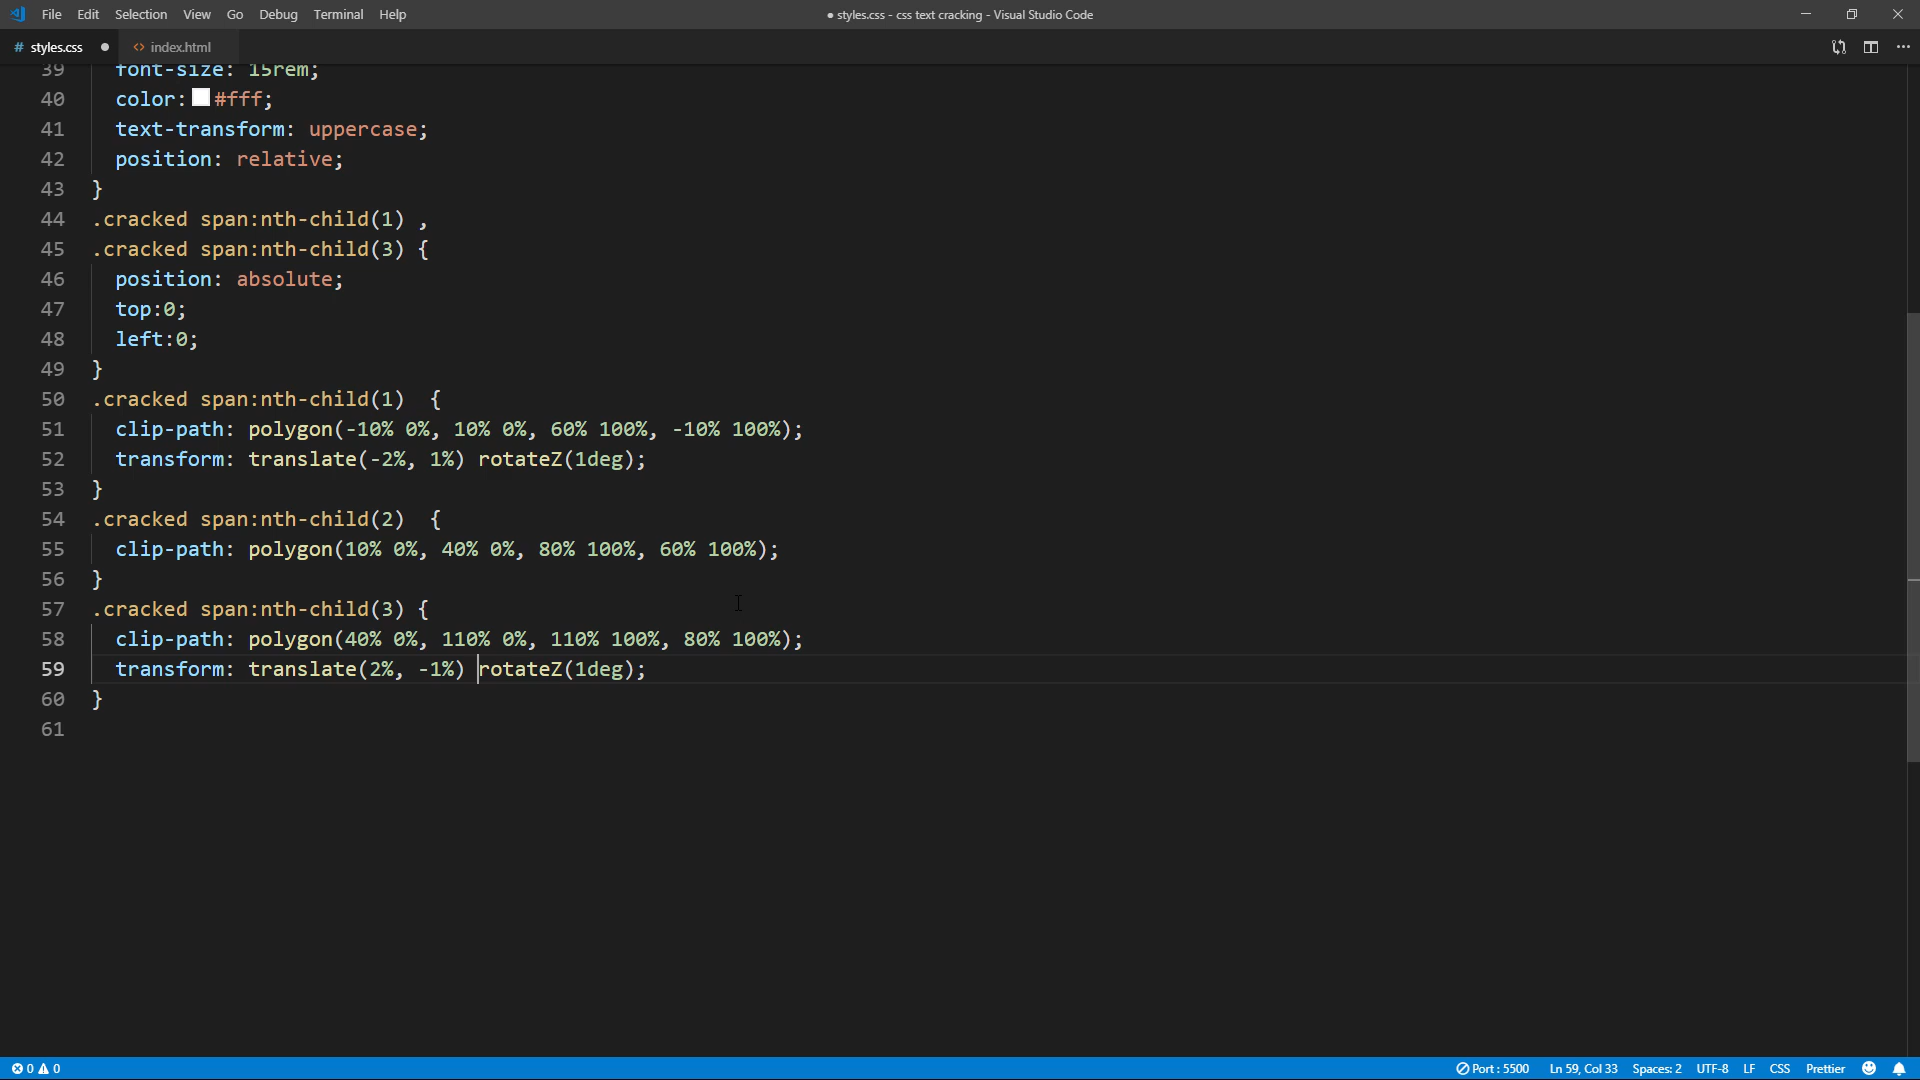 File Edit Selection View Go Debug Terminal Help
● styles.css - css text cracking - Visual Studio Code
# styles.css ● <> index.html
39 font-size: 15rem;
40 color: #fff;
41 text-transform: uppercase;
42 position: relative;
43 }
44 .cracked span:nth-child(1) ,
45 .cracked span:nth-child(3) {
46 position: absolute;
47 top:0;
48 left:0;
49 }
50 .cracked span:nth-child(1)  {
51 clip-path: polygon(-10% 0%, 10% 0%, 60% 100%, -10% 100%);
52 transform: translate(-2%, 1%) rotateZ(1deg);
53 }
54 .cracked span:nth-child(2)  {
55 clip-path: polygon(10% 0%, 40% 0%, 80% 100%, 60% 100%);
56 }
57 .cracked span:nth-child(3) {
58 clip-path: polygon(40% 0%, 110% 0%, 110% 100%, 80% 100%);
59 transform: translate(2%, -1%) rotateZ(1deg);
60 }
61
0 0 Port : 5500 Ln 59, Col 33 Spaces: 2 UTF-8 LF CSS Prettier